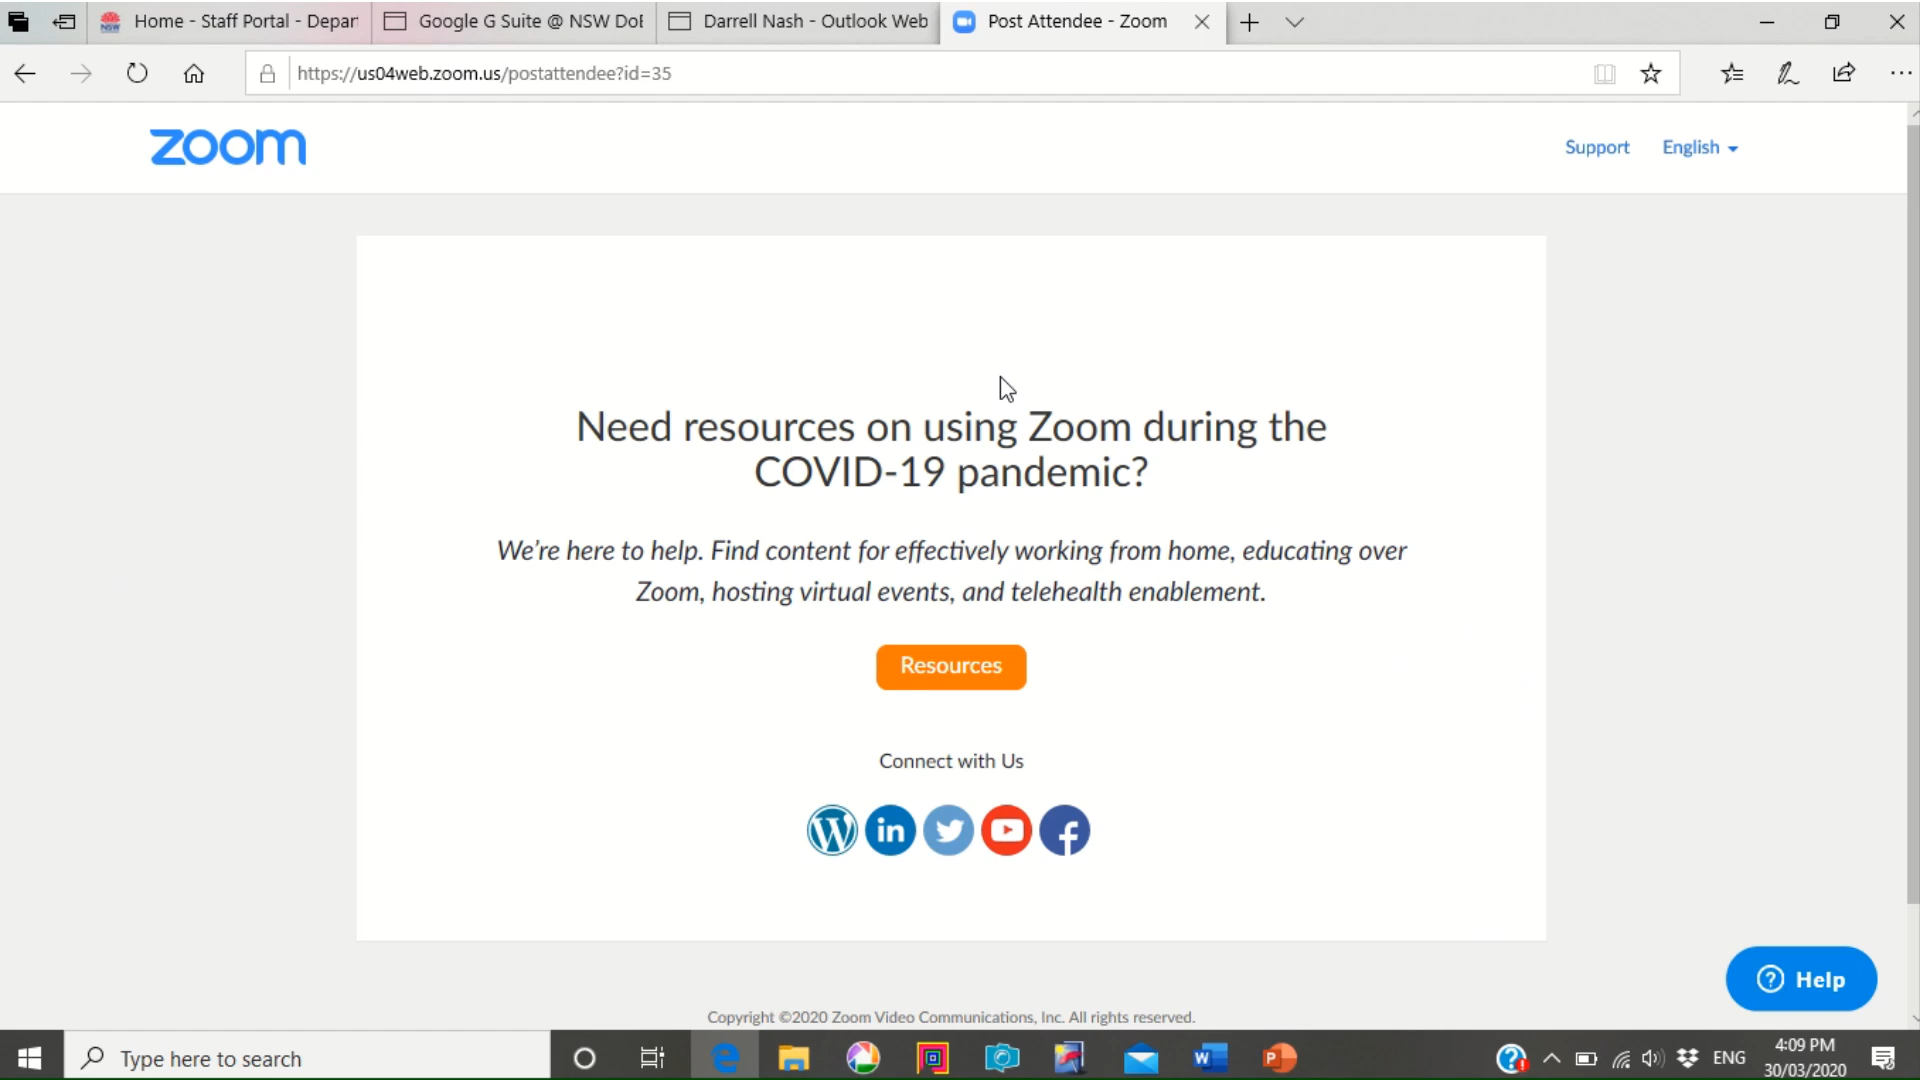 Home - Staff Portal - Depar
Google G Suite @ NSW DoE
Darrell Nash - Outlook Web
Post Attendee - Zoom
https://us04web.zoom.us/postattendee?id=35
zoom
Support
English
Need resources on using Zoom during the
COVID-19 pandemic?
We're here to help. Find content for effectively working from home, educating over
Zoom, hosting virtual events, and telehealth enablement.
Resources
Connect with Us
Help
Copyright ©2020 Zoom Video Communications, Inc. All rights reserved.
Type here to search
ENG
4:09 PM
30/03/2020